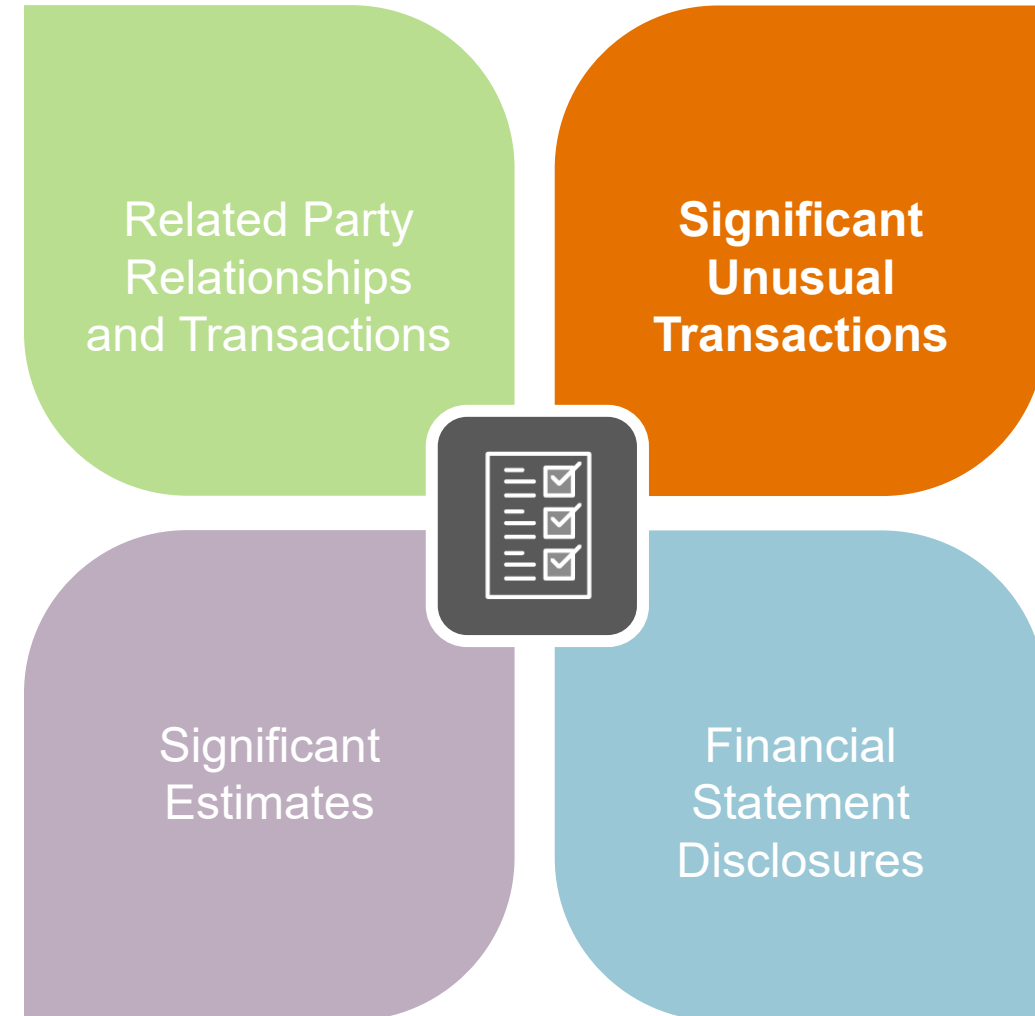 Related Party
Relationships
and Transactions
Significant
Unusual
Transactions
Significant
Estimates
Financial
Statement
Disclosures